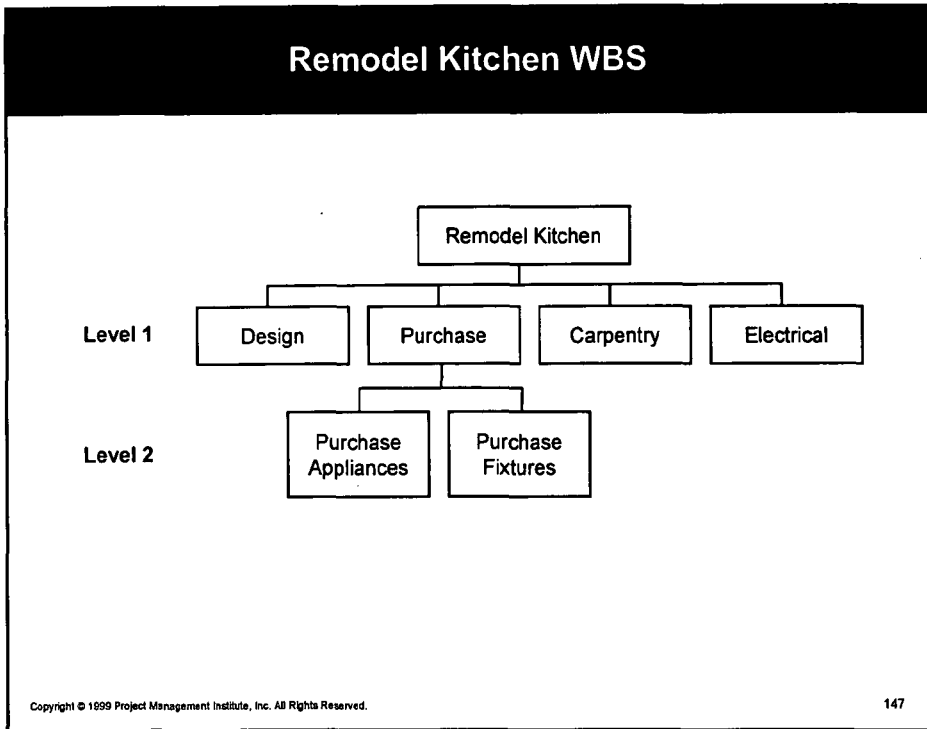 Remodel Kitchen WBS
Remodel Kitchen
Level 1
Design
Purchase
Carpentry
Electrical
Level 2
Purchase
Appliances
Purchase
Fixtures
Copyright © 1999 Project Management Institute, Inc. All Rights Reserved.
147